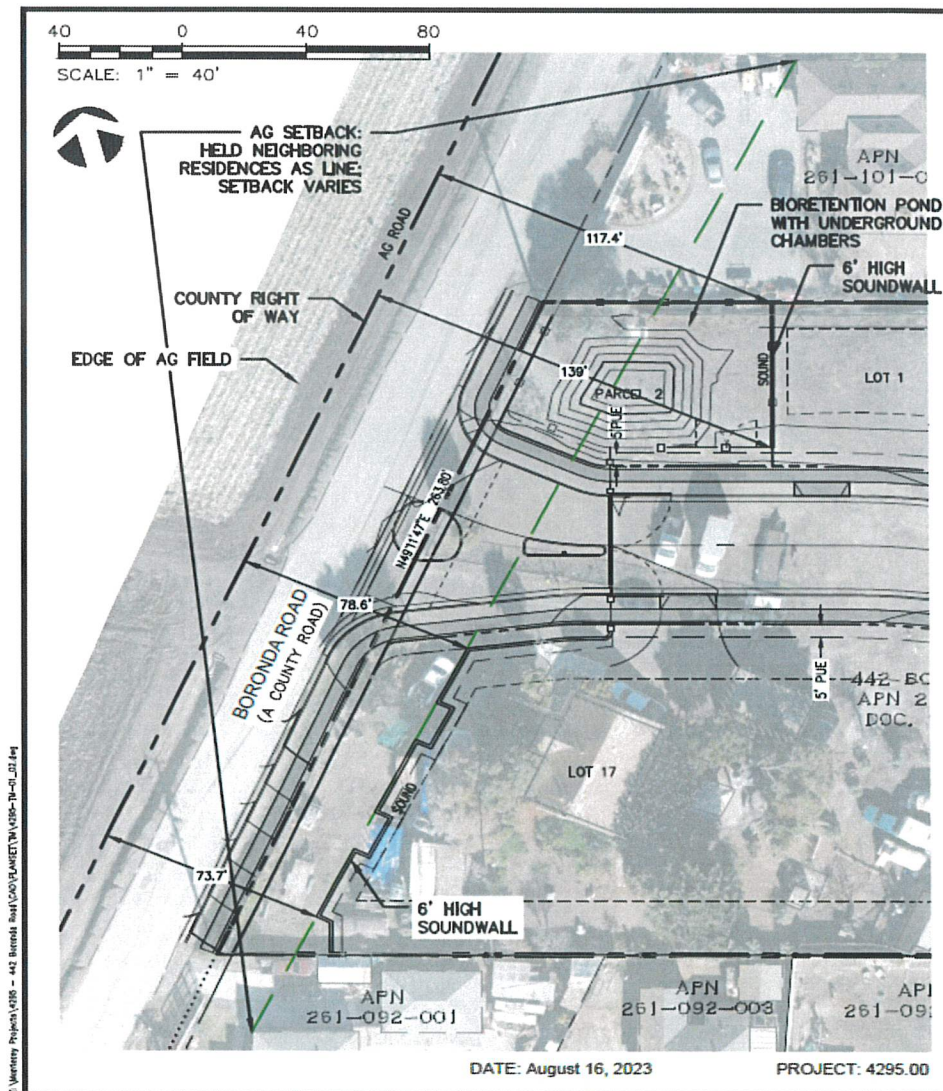 40 0 40 80
SCALE: 1" = 40'
AG SETBACK:
HELD NEIGHBORING
RESIDENCES AS LINE;
SETBACK VARIES
AG ROAD
COUNTY RIGHT
OF WAY
EDGE OF AG FIELD
117.4'
139'
APN
261-101-0
BIORETENTION POND
WITH UNDERGROUND
CHAMBERS
6' HIGH
SOUNDWALL
SOUND
LOT 1
PARCEL 2
5' PUE
N49°11'47"E 263.80'
78.6'
BORONDA ROAD
(A COUNTY ROAD)
5' PUE
442 BO
APN 2
DOC.
LOT 17
SOUND
73.7'
6' HIGH
SOUNDWALL
APN
261-092-001
APN
261-092-003
AP
261-09
DATE: August 16, 2023 PROJECT: 4295.00